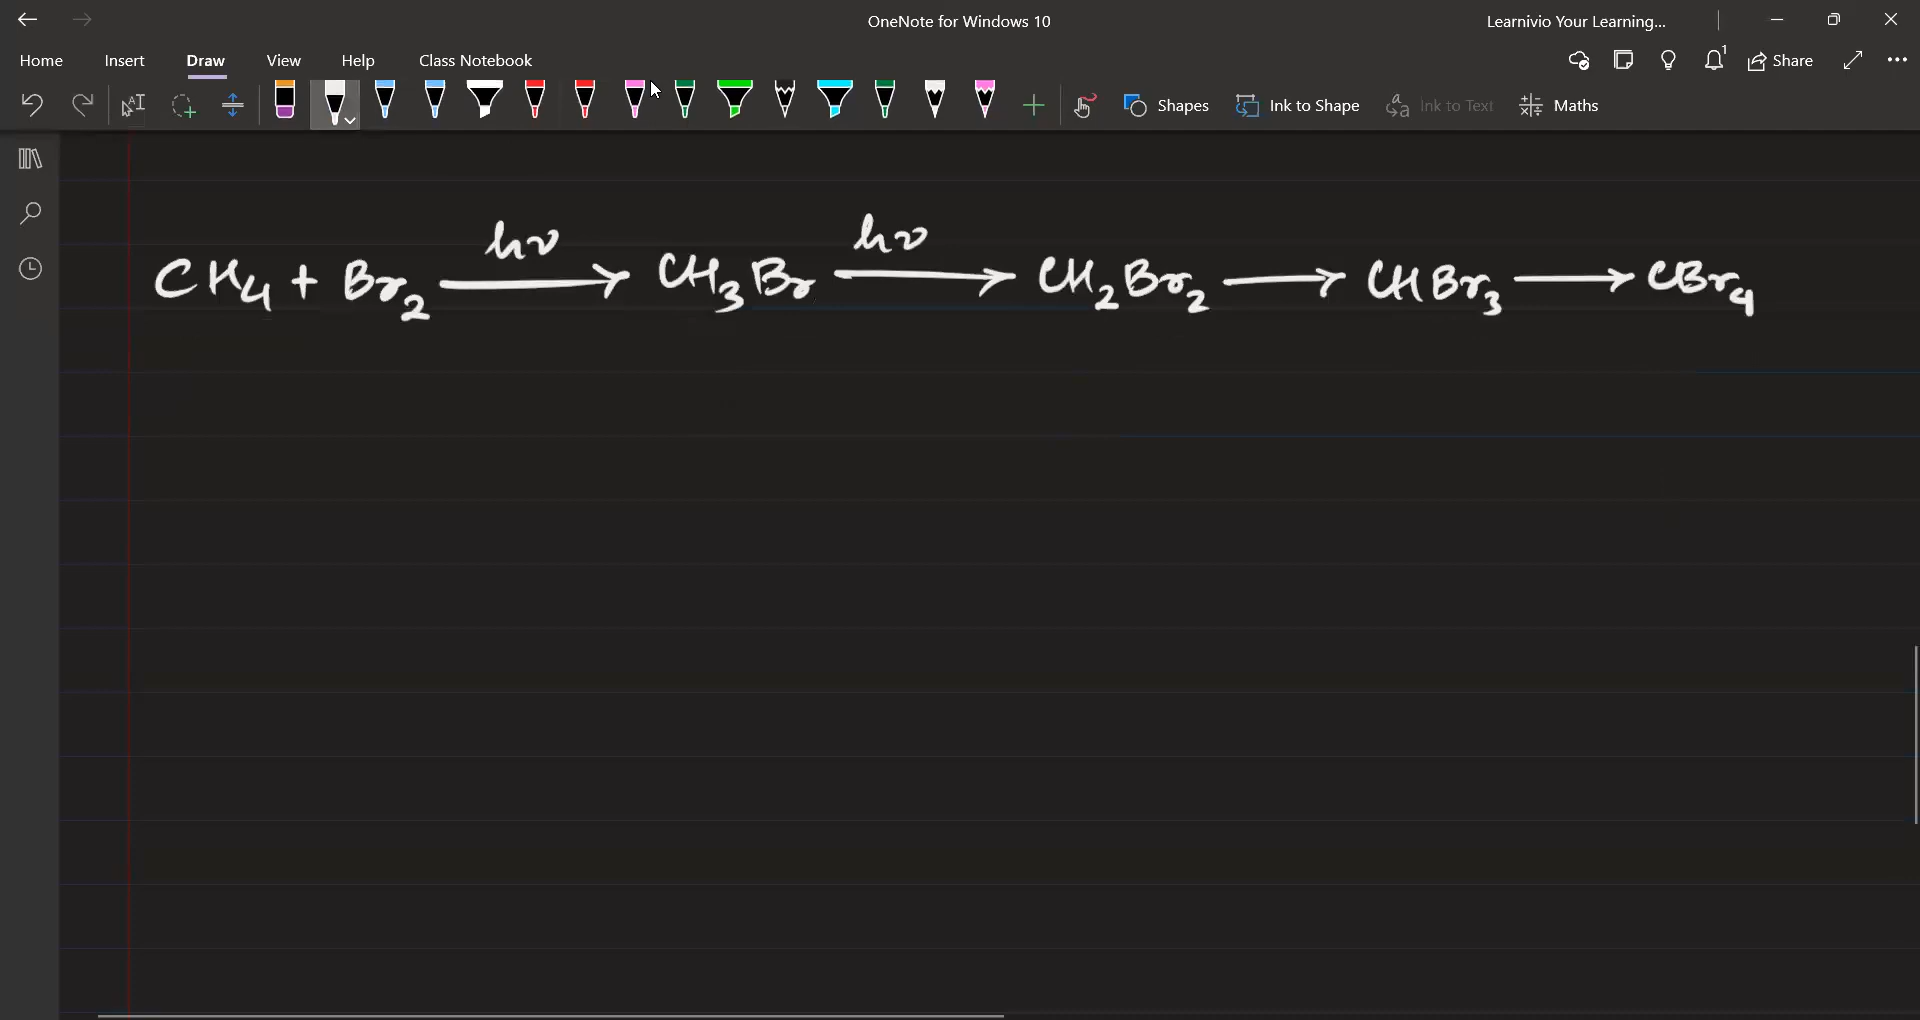 OneNote for Windows 10
Learnivio Your Learning...
Home Insert Draw View Help Class Notebook
1
Share
Shapes Ink to Shape Ink to Text Maths
hν hν
CH₄ + Br₂ ⟶ CH₃Br ⟶ CH₂Br₂ ⟶ CHBr₃ ⟶ CBr₄